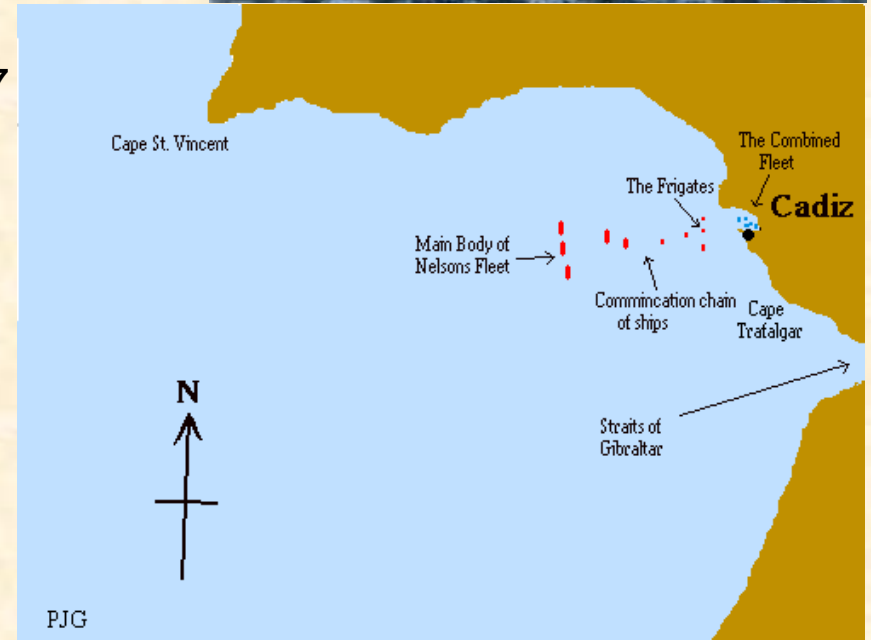 Cape St. Vincent
The Combined
Fleet
The Frigates
Cadiz
Main Body of
Nelsons Fleet
Commincation chain
of ships
Cape
Trafalgar
N
Straits of
Gibraltar
PJG